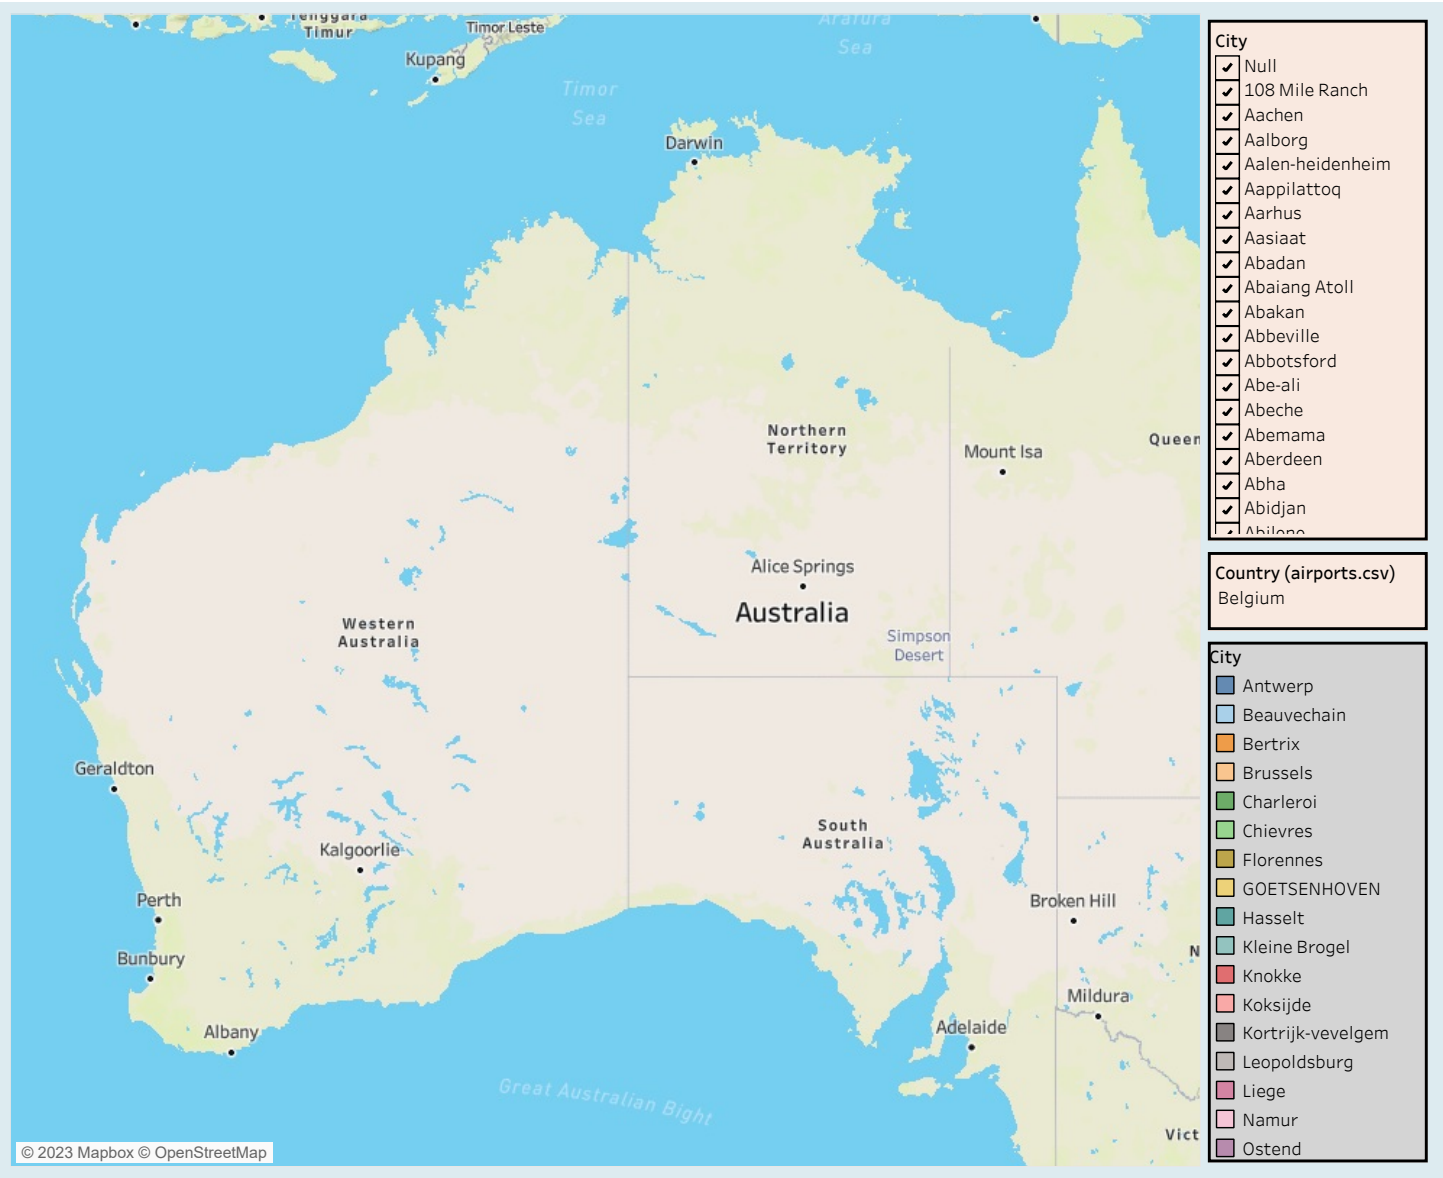 Tenggara
Timur
Timor Leste
Arafura
Sea
Kupang
Timor
Sea
Darwin
Northern
Territory
Mount Isa
Queen
Alice Springs
Australia
Western
Australia
Simpson
Desert
Geraldton
South
Australia
Kalgoorlie
Perth
Broken Hill
Bunbury
N
Mildura
Albany
Adelaide
Great Australian Bight
Vict
© 2023 Mapbox © OpenStreetMap
City
Null
108 Mile Ranch
Aachen
Aalborg
Aalen-heidenheim
Aappilattoq
Aarhus
Aasiaat
Abadan
Abaiang Atoll
Abakan
Abbeville
Abbotsford
Abe-ali
Abeche
Abemama
Aberdeen
Abha
Abidjan
Abilene
Country (airports.csv)
Belgium
City
Antwerp
Beauvechain
Bertrix
Brussels
Charleroi
Chievres
Florennes
GOETSENHOVEN
Hasselt
Kleine Brogel
Knokke
Koksijde
Kortrijk-vevelgem
Leopoldsburg
Liege
Namur
Ostend